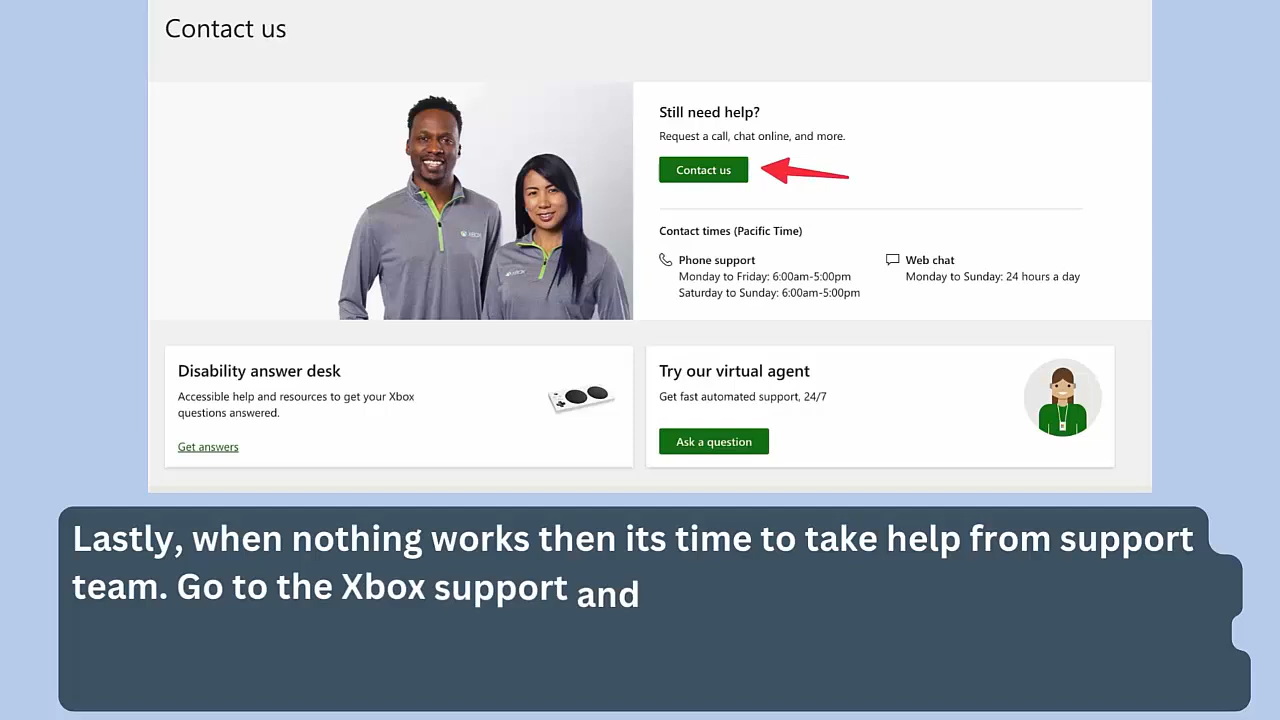 Contact us
Still need help?
Request a call, chat online, and more.
Contact us
Contact times (Pacific Time)
Phone support
Monday to Friday: 6:00am-5:00pm
Saturday to Sunday: 6:00am-5:00pm
Web chat
Monday to Sunday: 24 hours a day
XBOX
XBOX
Disability answer desk
Accessible help and resources to get your Xbox
questions answered.
Get answers
Try our virtual agent
Get fast automated support, 24/7
Ask a question
Lastly, when nothing works then its time to take help from support
team. Go to the Xbox support and